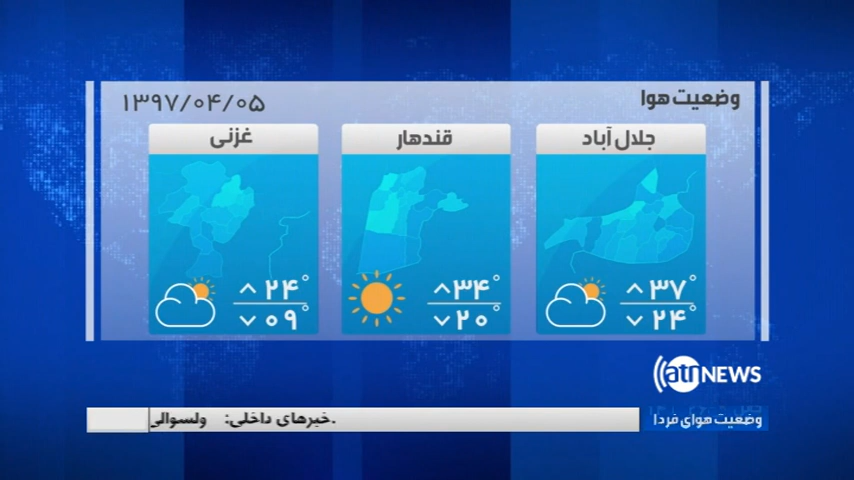 وضعیت هوا
۱۳۹۷/۰۴/۰۵
جلال آباد
۳۷°
۲۴°
قندهار
۳۴°
۲۰°
غزنی
۲۴°
۰۹°
atn NEWS
وضعیت هوای فردا
خبرهای داخلی: ولسوالی